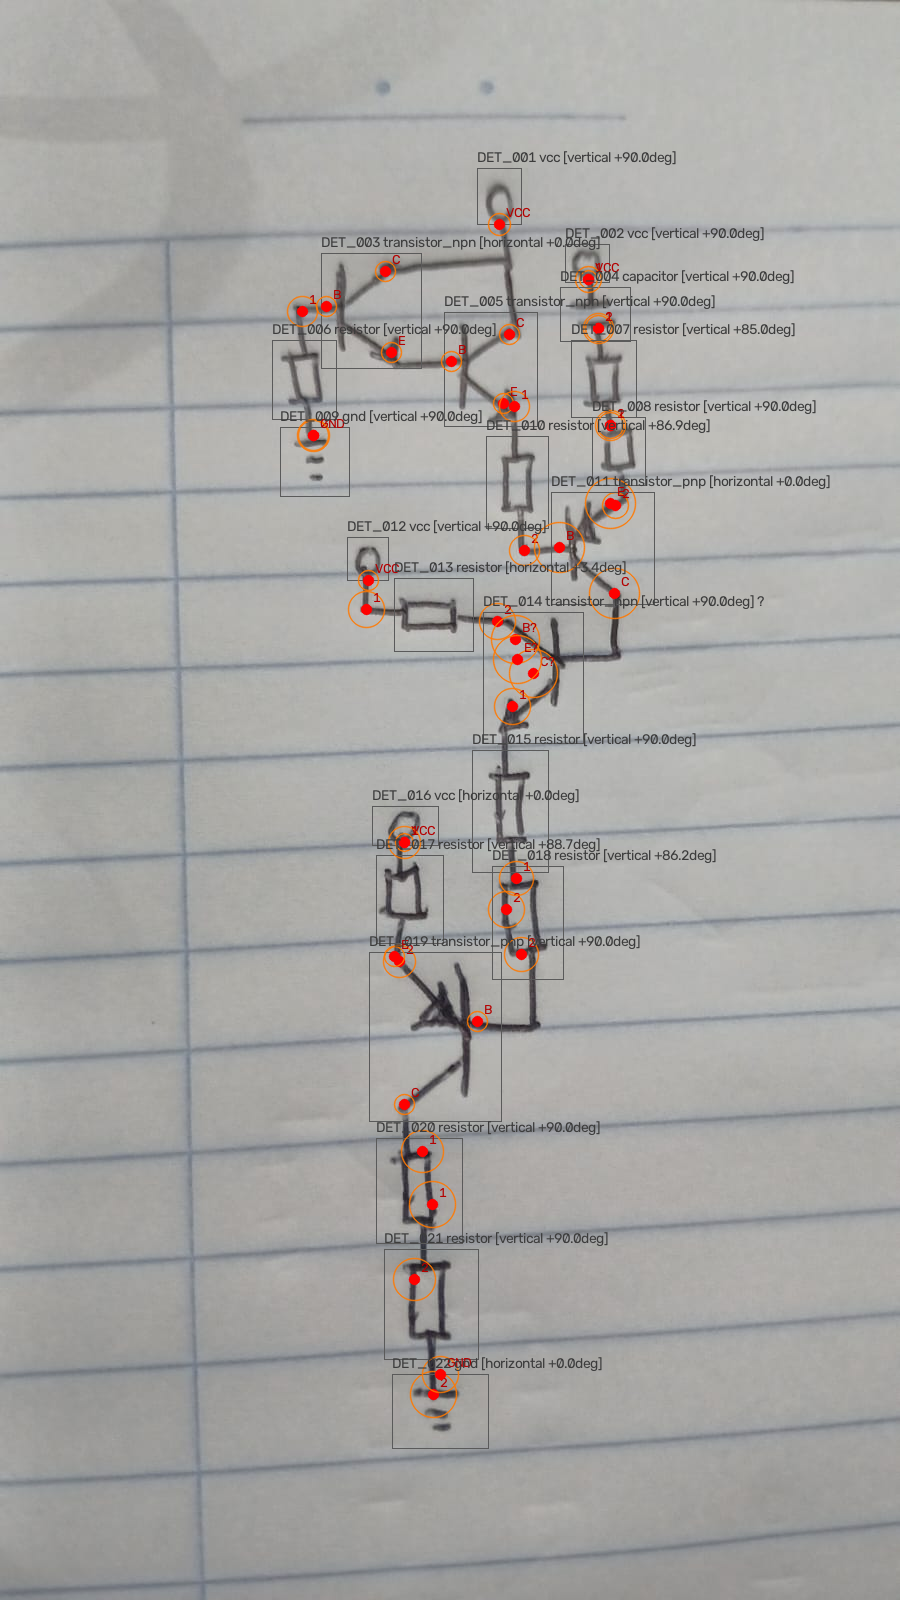 DET_001 vcc [vertical +90.0deg]
VCC
DET_002 vcc [vertical +90.0deg]
DET_003 transistor_npn [horizontal +0.0deg]
C
VCC
DET_004 capacitor [vertical +90.0deg]
1
B
DET_005 transistor_npn [vertical +90.0deg]
2
DET_006 resistor [vertical +90.0deg]
C
DET_007 resistor [vertical +85.0deg]
E
B
E
1
DET_008 resistor [vertical +90.0deg]
DET_009 gnd [vertical +90.0deg]
GND
DET_010 resistor [vertical +86.9deg]
DET_011 transistor_pnp [horizontal +0.0deg]
E
2
DET_012 vcc [vertical +90.0deg]
2
B
VCC
DET_013 resistor [horizontal +3.4deg]
C
1
DET_014 transistor_npn [vertical +90.0deg] ?
2
B?
E?
C?
1
DET_015 resistor [vertical +90.0deg]
DET_016 vcc [horizontal +0.0deg]
VCC
DET_017 resistor [vertical +88.7deg]
DET_018 resistor [vertical +86.2deg]
1
2
DET_019 transistor_pnp [vertical +90.0deg]
E
2
2
B
C
DET_020 resistor [vertical +90.0deg]
1
1
DET_021 resistor [vertical +90.0deg]
2
DET_022 gnd [horizontal +0.0deg]
GND
2